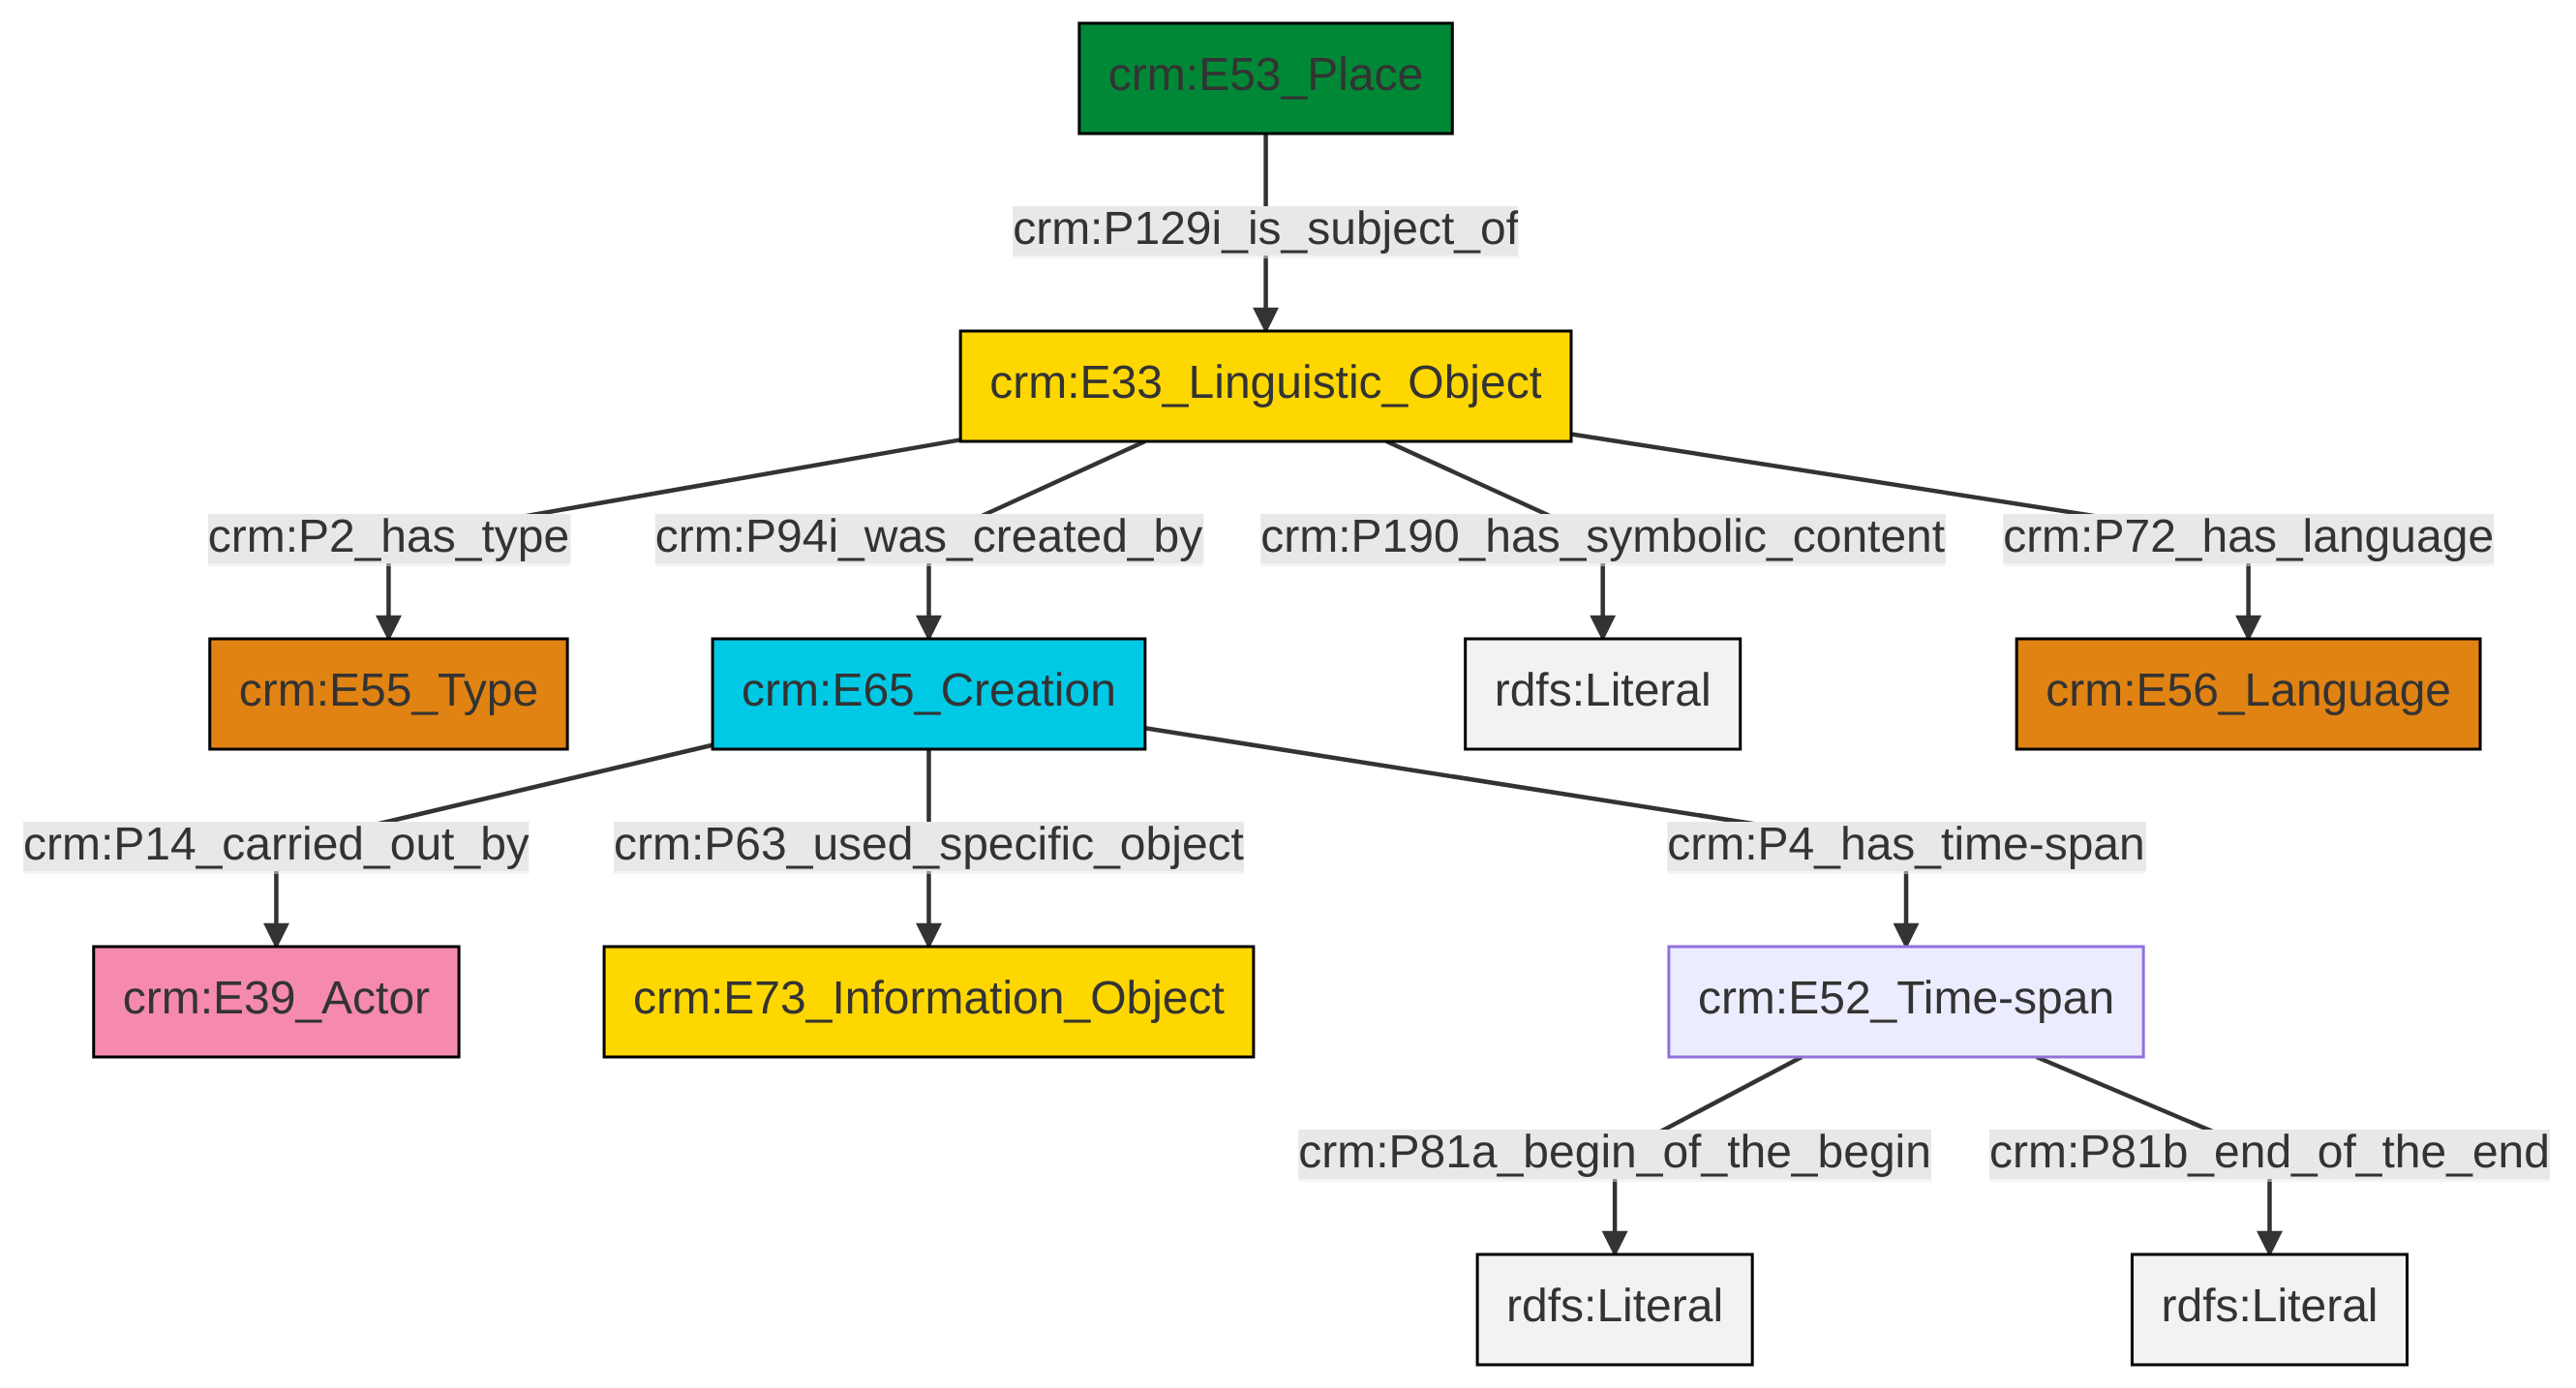 crm:E53_Place
crm:P129i_is_subject_of
crm:E33_Linguistic_Object
crm:P2_has_type
crm:P94i_was_created_by
crm:P190_has_symbolic_content
crm:P72_has_language
crm:E55_Type
crm:E65_Creation
rdfs:Literal
crm:E56_Language
crm:P14_carried_out_by
crm:P63_used_specific_object
crm:P4_has_time-span
crm:E39_Actor
crm:E73_Information_Object
crm:E52_Time-span
crm:P81a_begin_of_the_begin
crm:P81b_end_of_the_end
rdfs:Literal
rdfs:Literal